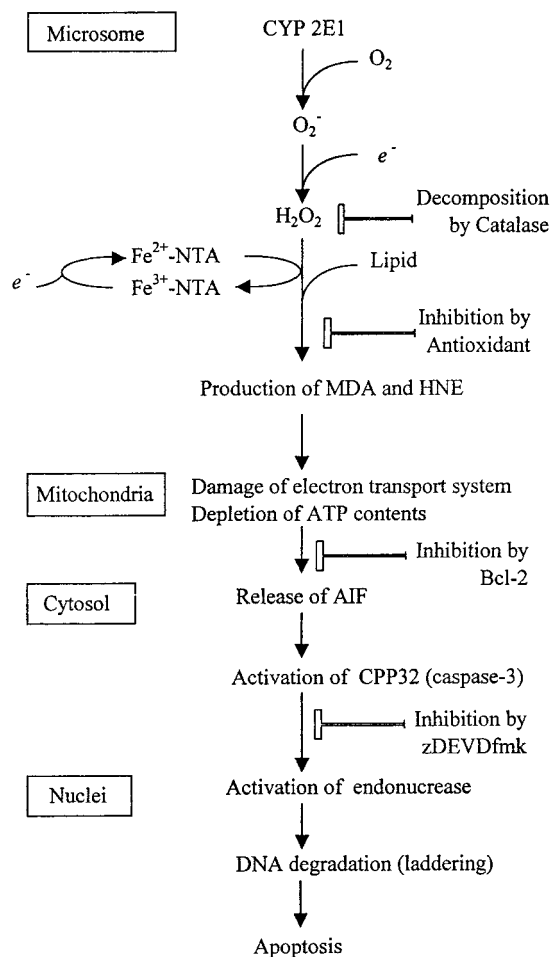 Microsome
CYP 2E1
O₂
O₂⁻
e⁻
H₂O₂
Decomposition
by Catalase
Fe²⁺-NTA
Lipid
e⁻
Fe³⁺-NTA
Inhibition by
Antioxidant
Production of MDA and HNE
Mitochondria
Damage of electron transport system
Depletion of ATP contents
Inhibition by
Bcl-2
Cytosol
Release of AIF
Activation of CPP32 (caspase-3)
Inhibition by
zDEVDfmk
Nuclei
Activation of endonucrease
DNA degradation (laddering)
Apoptosis